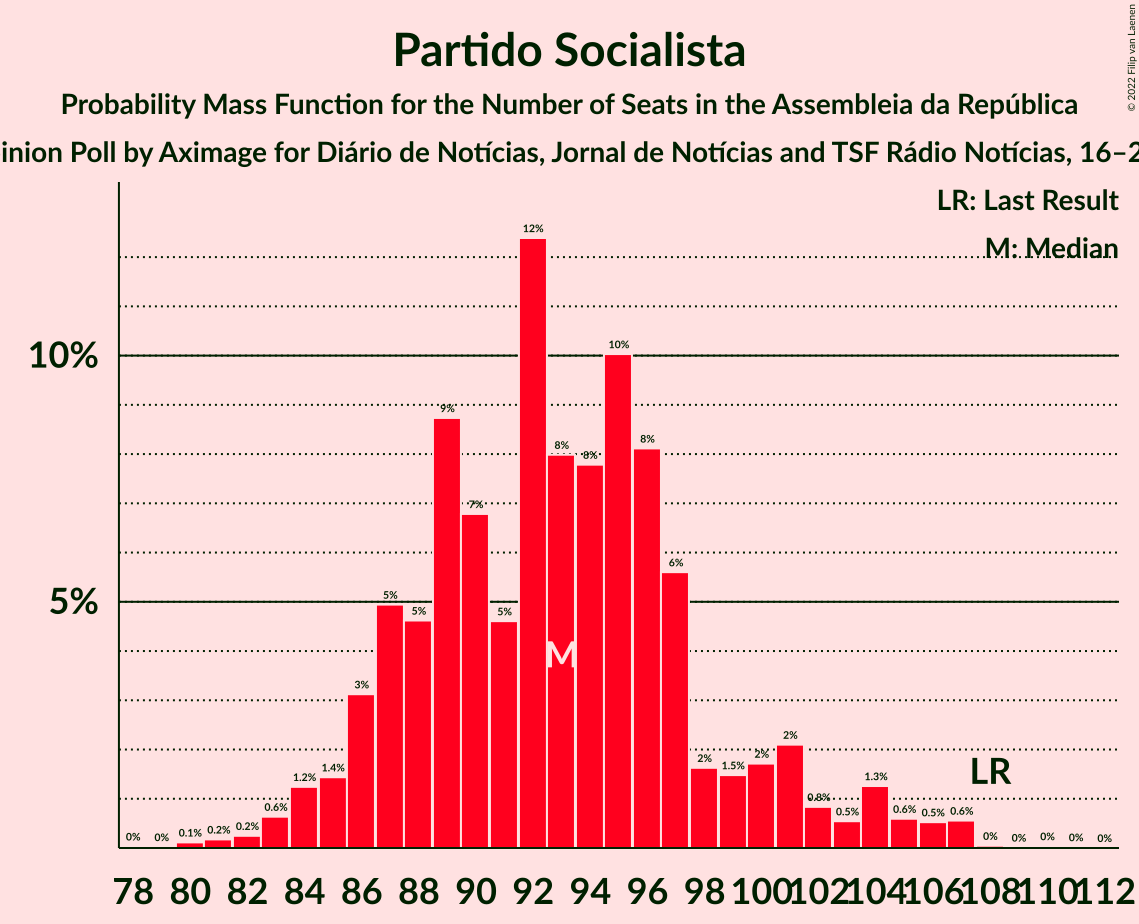 Partido Socialista
Probability Mass Function for the Number of Seats in the Assembleia da República
inion Poll by Aximage for Diário de Notícias, Jornal de Notícias and TSF Rádio Notícias, 16–2
© 2022 Filip van Laenen
LR: Last Result
M: Median
10%
5%
0% 0% 0.1% 0.2% 0.2% 0.6% 1.2% 1.4% 3% 5% 5% 9% 7% 5% 12% 8% 8% 10% 8% 6% 2% 1.5% 2% 2% 0.8% 0.5% 1.3% 0.6% 0.5% 0.6% 0% 0% 0% 0% 0%
M
LR
78 80 82 84 86 88 90 92 94 96 98 100 102 104 106 108 110 112